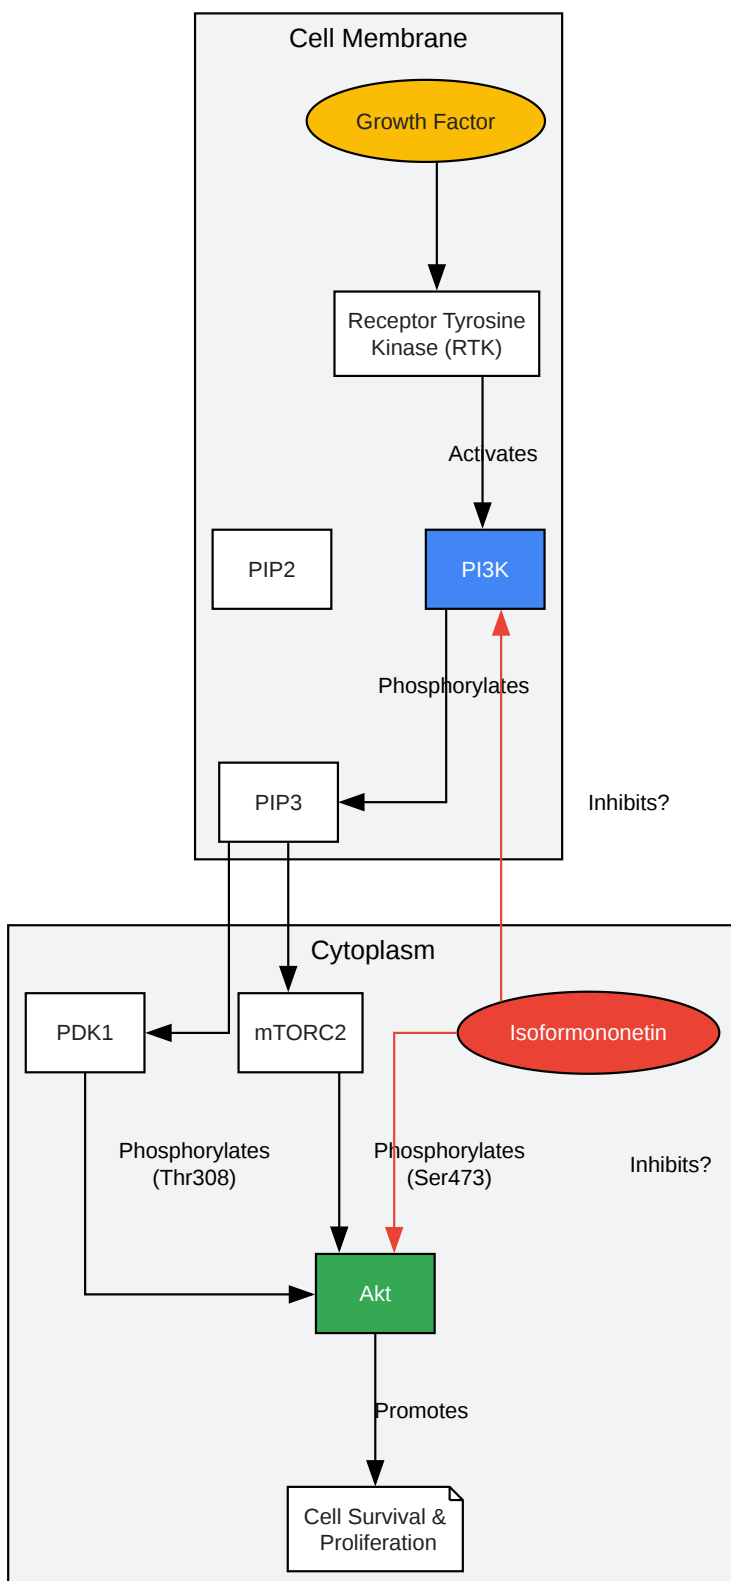 Cell Membrane
Growth Factor
Receptor Tyrosine
Kinase (RTK)
Activates
PIP2
PI3K
Phosphorylates
PIP3
Inhibits?
Cytoplasm
PDK1
mTORC2
Isoformononetin
Phosphorylates
(Thr308)
Phosphorylates
(Ser473)
Inhibits?
Akt
Promotes
Cell Survival &
Proliferation